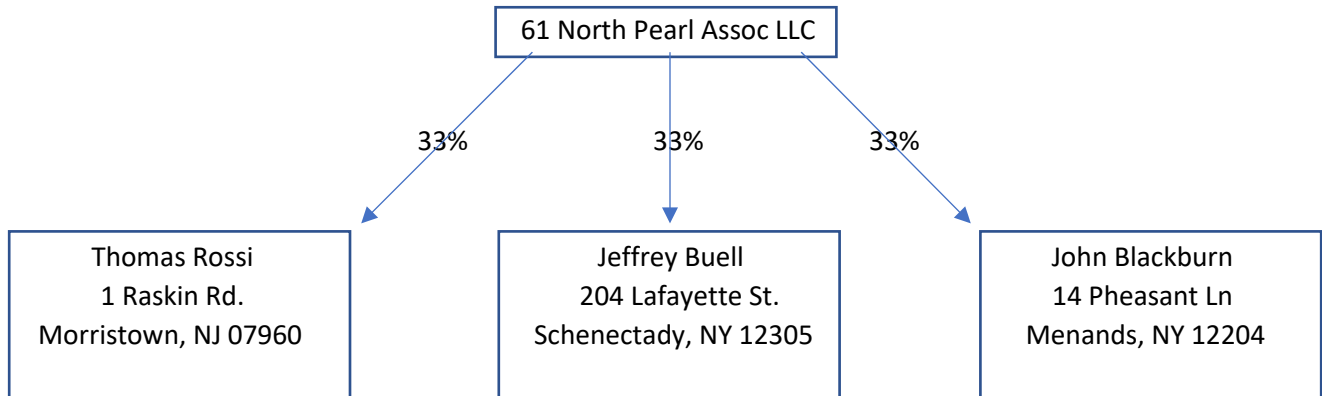 61 North Pearl Assoc LLC
33%
33%
33%
Thomas Rossi
1 Raskin Rd.
Morristown, NJ 07960
Jeffrey Buell
204 Lafayette St.
Schenectady, NY 12305
John Blackburn
14 Pheasant Ln
Menands, NY 12204